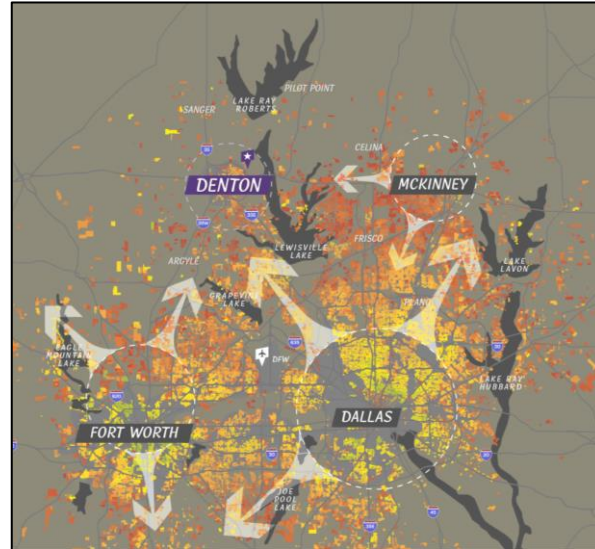 PILOT POINT
SANGER
LAKE RAY
ROBERTS
CELINA
35
DENTON
MCKINNEY
LEWISVILLE
LAKE
FRISCO
ARGYLE
GRAPEVINE
LAKE
LAKE
LAVON
PLANO
EAGLE
MOUNTAIN
LAKE
DFW
LAKE RAY
HUBBARD
DALLAS
FORT WORTH
JOE
POOL
LAKE